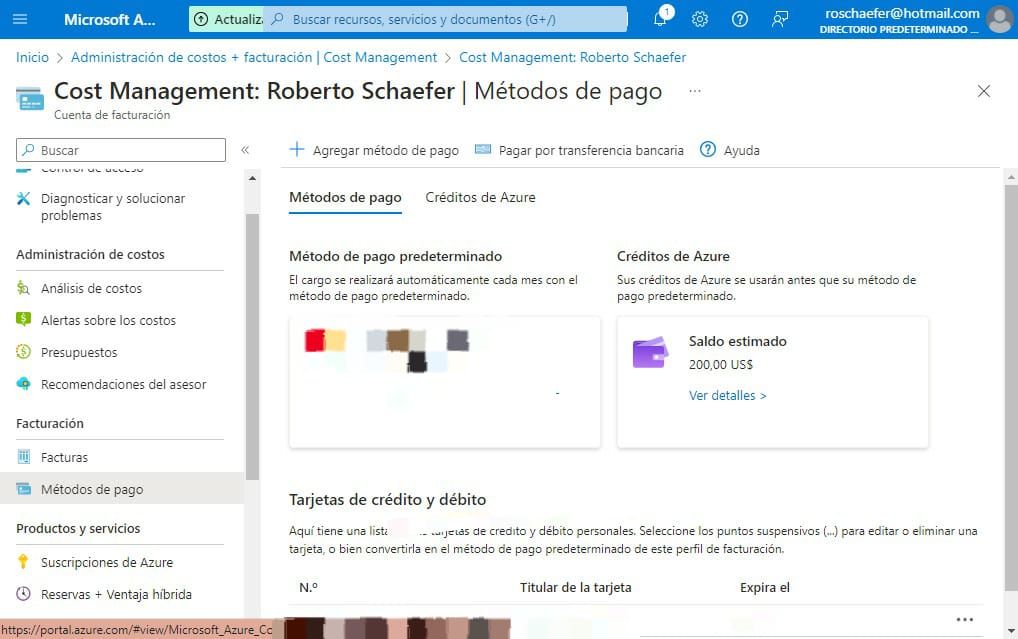 Microsoft A...
Actualiza
Buscar recursos, servicios y documentos (G+/)
1
roschaefer@hotmail.com
DIRECTORIO PREDETERMINADO ...
Inicio > Administración de costos + facturación | Cost Management > Cost Management: Roberto Schaefer
Cost Management: Roberto Schaefer | Métodos de pago ...
Cuenta de facturación
Buscar
«
Agregar método de pago
Pagar por transferencia bancaria
Ayuda
Control de acceso
Diagnosticar y solucionar
problemas
Administración de costos
Análisis de costos
Alertas sobre los costos
Presupuestos
Recomendaciones del asesor
Facturación
Facturas
Métodos de pago
Productos y servicios
Suscripciones de Azure
Reservas + Ventaja híbrida
https://portal.azure.com/#view/Microsoft_Azure_Co
Métodos de pago
Créditos de Azure
Método de pago predeterminado
El cargo se realizará automáticamente cada mes con el
método de pago predeterminado.
Créditos de Azure
Sus créditos de Azure se usarán antes que su método de
pago predeterminado.
Saldo estimado
200,00 US$
Ver detalles >
Tarjetas de crédito y débito
Aquí tiene una lista tarjetas de crédito y débito personales. Seleccione los puntos suspensivos (...) para editar o eliminar una
tarjeta, o bien convertirla en el método de pago predeterminado de este perfil de facturación.
N.º
Titular de la tarjeta
Expira el
...